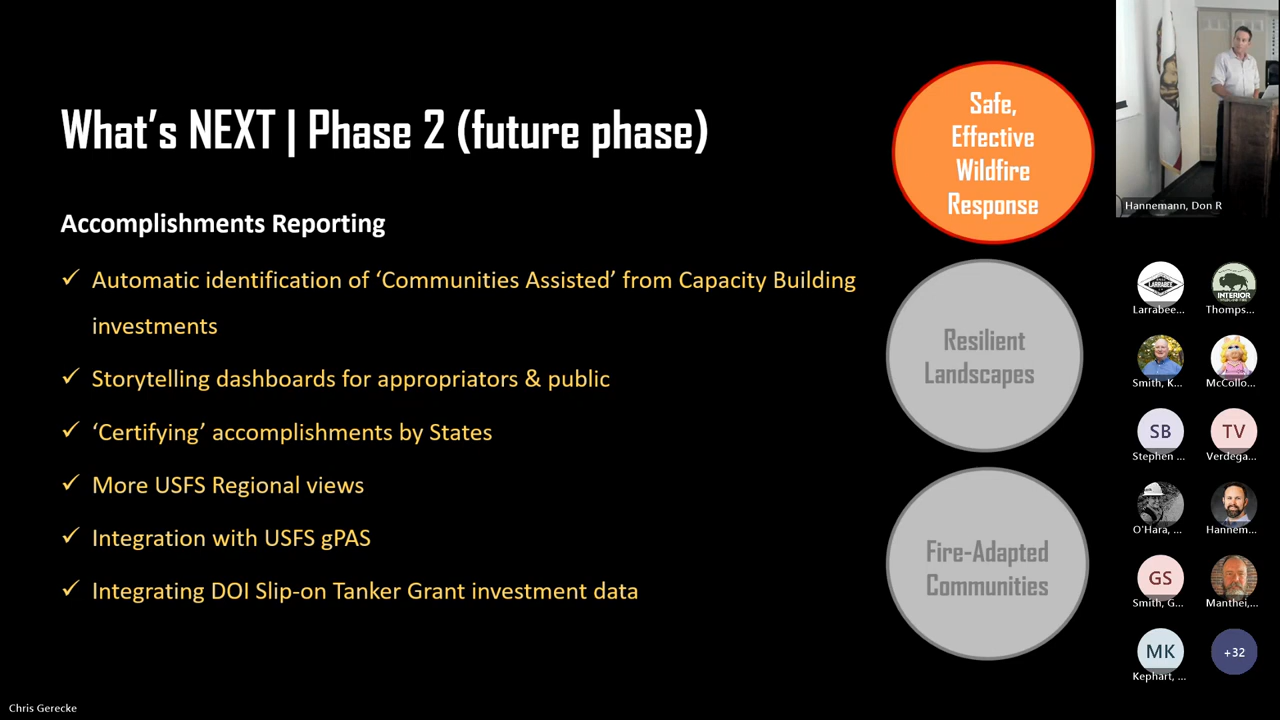 What's NEXT | Phase 2 (future phase)
Accomplishments Reporting
✓ Automatic identification of 'Communities Assisted' from Capacity Building
investments
✓ Storytelling dashboards for appropriators & public
✓ 'Certifying' accomplishments by States
✓ More USFS Regional views
✓ Integration with USFS gPAS
✓ Integrating DOI Slip-on Tanker Grant investment data
Safe,
Effective
Wildfire
Response
Resilient
Landscapes
Fire-Adapted
Communities
Hannemann, Don R
LARRABEE
Larrabee...
INTERIOR
Thomps...
Smith, K...
McCollo...
SB
Stephen ...
TV
Verdega...
O'Hara, ...
Hannem...
GS
Smith, G...
Manthei,...
MK
Kephart, ...
+32
Chris Gerecke